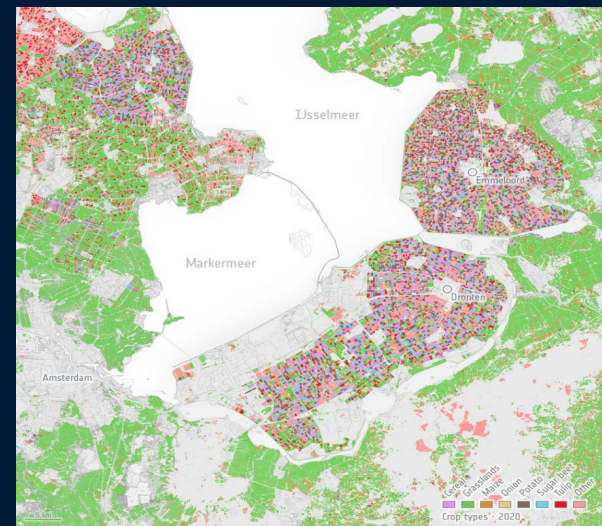 IJsselmeer
Emmeloord
Markermeer
Dronten
Amsterdam
Cereal
Grasslands
Maize
Onion
Potato
Sugar beet
Tulip
Other
Crop types - 2020